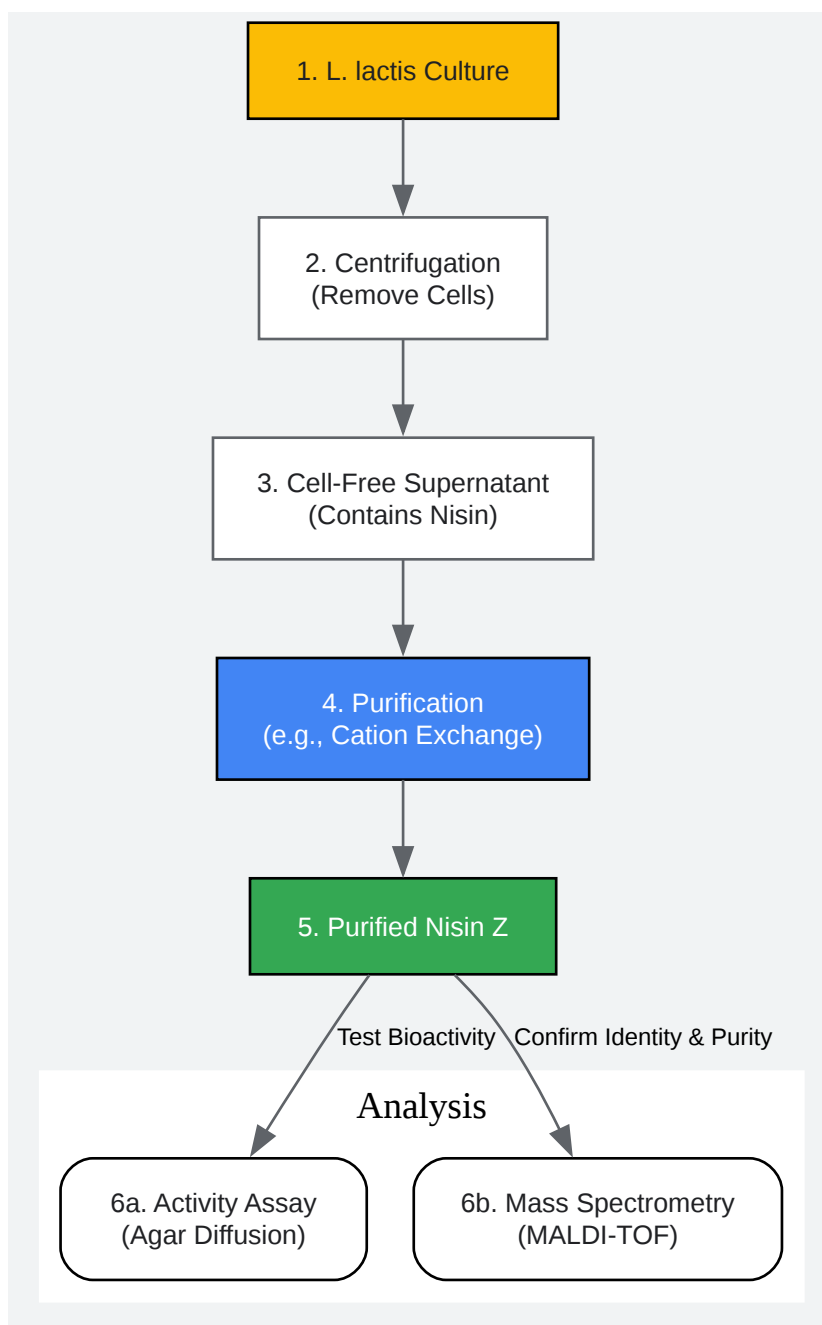 1. L. lactis Culture
2. Centrifugation
(Remove Cells)
3. Cell-Free Supernatant
(Contains Nisin)
4. Purification
(e.g., Cation Exchange)
5. Purified Nisin Z
Test Bioactivity
Confirm Identity & Purity
Analysis
6a. Activity Assay
(Agar Diffusion)
6b. Mass Spectrometry
(MALDI-TOF)